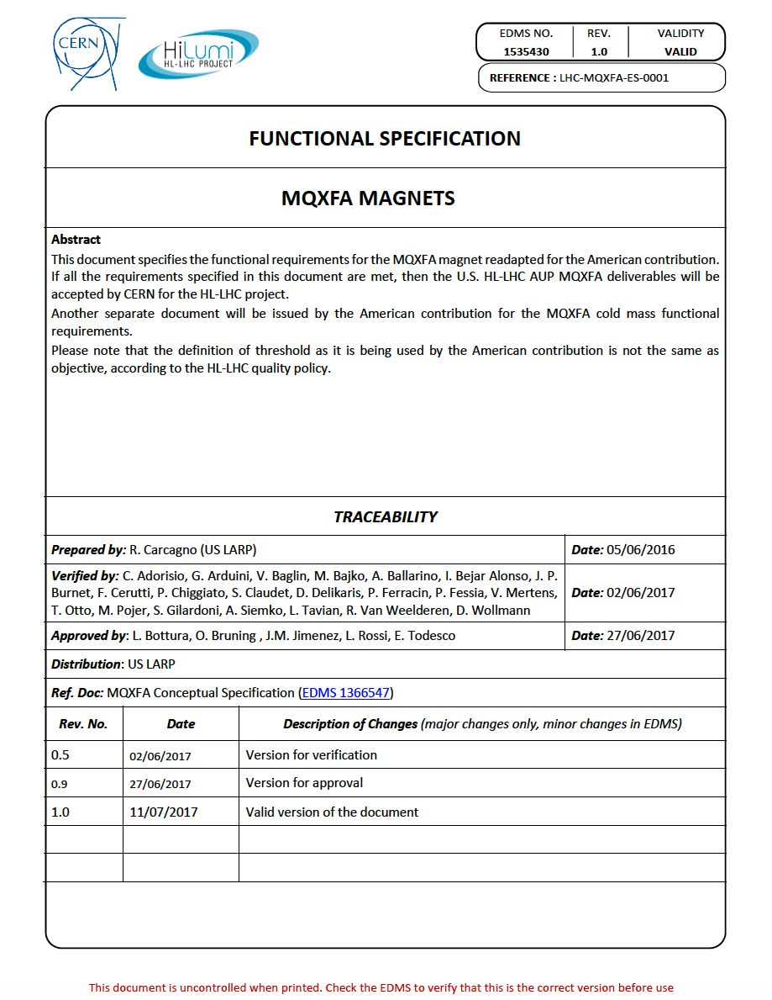 CERN
HiLumi
HL-LHC PROJECT
EDMS NO. REV. VALIDITY
1535430 1.0 VALID
REFERENCE : LHC-MQXFA-ES-0001
FUNCTIONAL SPECIFICATION
MQXFA MAGNETS
Abstract
This document specifies the functional requirements for the MQXFA magnet readapted for the American contribution.
If all the requirements specified in this document are met, then the U.S. HL-LHC AUP MQXFA deliverables will be
accepted by CERN for the HL-LHC project.
Another separate document will be issued by the American contribution for the MQXFA cold mass functional
requirements.
Please note that the definition of threshold as it is being used by the American contribution is not the same as
objective, according to the HL-LHC quality policy.
TRACEABILITY
Prepared by: R. Carcagno (US LARP) Date: 05/06/2016
Verified by: C. Adorisio, G. Arduini, V. Baglin, M. Bajko, A. Ballarino, I. Bejar Alonso, J. P.
Burnet, F. Cerutti, P. Chiggiato, S. Claudet, D. Delikaris, P. Ferracin, P. Fessia, V. Mertens,
T. Otto, M. Pojer, S. Gilardoni, A. Siemko, L. Tavian, R. Van Weelderen, D. Wollmann
Date: 02/06/2017
Approved by: L. Bottura, O. Bruning , J.M. Jimenez, L. Rossi, E. Todesco Date: 27/06/2017
Distribution: US LARP
Ref. Doc: MQXFA Conceptual Specification (EDMS 1366547)
Rev. No. Date Description of Changes (major changes only, minor changes in EDMS)
0.5 02/06/2017 Version for verification
0.9 27/06/2017 Version for approval
1.0 11/07/2017 Valid version of the document
This document is uncontrolled when printed. Check the EDMS to verify that this is the correct version before use